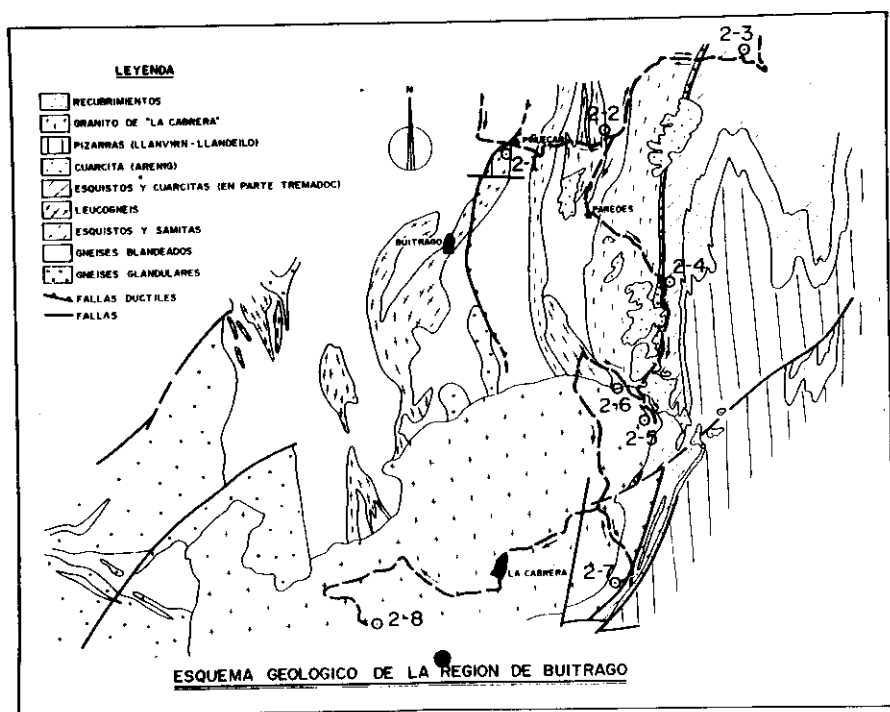 LEYENDA
RECUBRIMIENTOS
GRANITO DE "LA CABRERA"
PIZARRAS (LLANVIRN - LLANDEILO)
CUARCITA (ARENIG)
ESQUISTOS Y CUARCITAS (EN PARTE TREMADOC)
LEUCOGNEIS
ESQUISTOS Y SAMITAS
GNEISES BLANDEADOS
GNEISES GLANDULARES
FALLAS DUCTILES
FALLAS
N
2-3
2-2
2-1
PAREDES
BUITRAGO
2-4
2-6
2-5
LA CABRERA
2-7
2-8
ESQUEMA GEOLOGICO DE LA REGION DE BUITRAGO